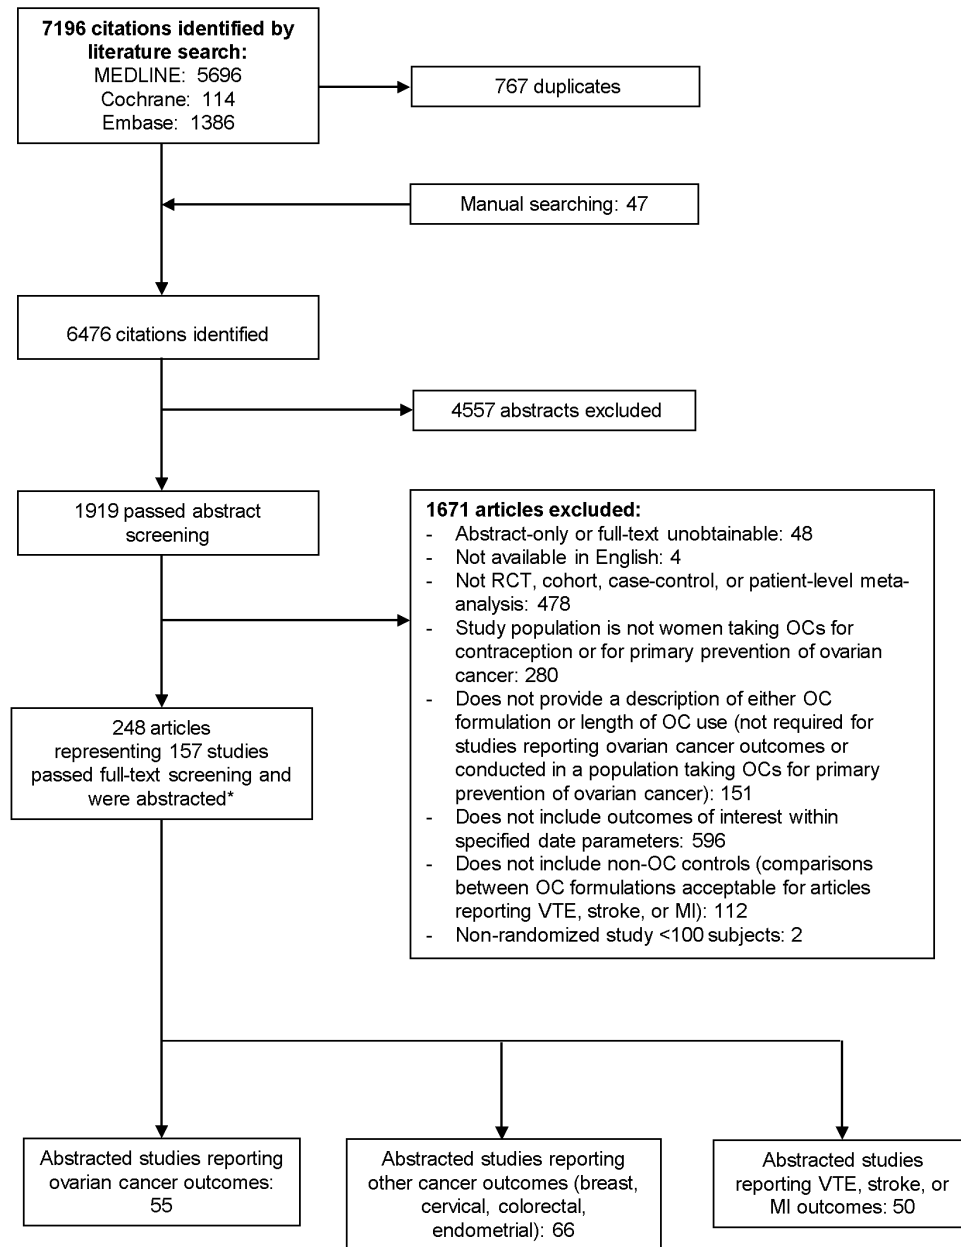 7196 citations identified by
literature search:
MEDLINE: 5696
Cochrane: 114
Embase: 1386
767 duplicates
Manual searching: 47
6476 citations identified
4557 abstracts excluded
1919 passed abstract
screening
1671 articles excluded:
- Abstract-only or full-text unobtainable: 48
- Not available in English: 4
- Not RCT, cohort, case-control, or patient-level meta-
analysis: 478
- Study population is not women taking OCs for
contraception or for primary prevention of ovarian
cancer: 280
- Does not provide a description of either OC
formulation or length of OC use (not required for
studies reporting ovarian cancer outcomes or
conducted in a population taking OCs for primary
prevention of ovarian cancer): 151
- Does not include outcomes of interest within
specified date parameters: 596
- Does not include non-OC controls (comparisons
between OC formulations acceptable for articles
reporting VTE, stroke, or MI): 112
- Non-randomized study <100 subjects: 2
248 articles
representing 157 studies
passed full-text screening and
were abstracted*
Abstracted studies reporting
ovarian cancer outcomes:
55
Abstracted studies reporting
other cancer outcomes (breast,
cervical, colorectal,
endometrial): 66
Abstracted studies
reporting VTE, stroke, or
MI outcomes: 50